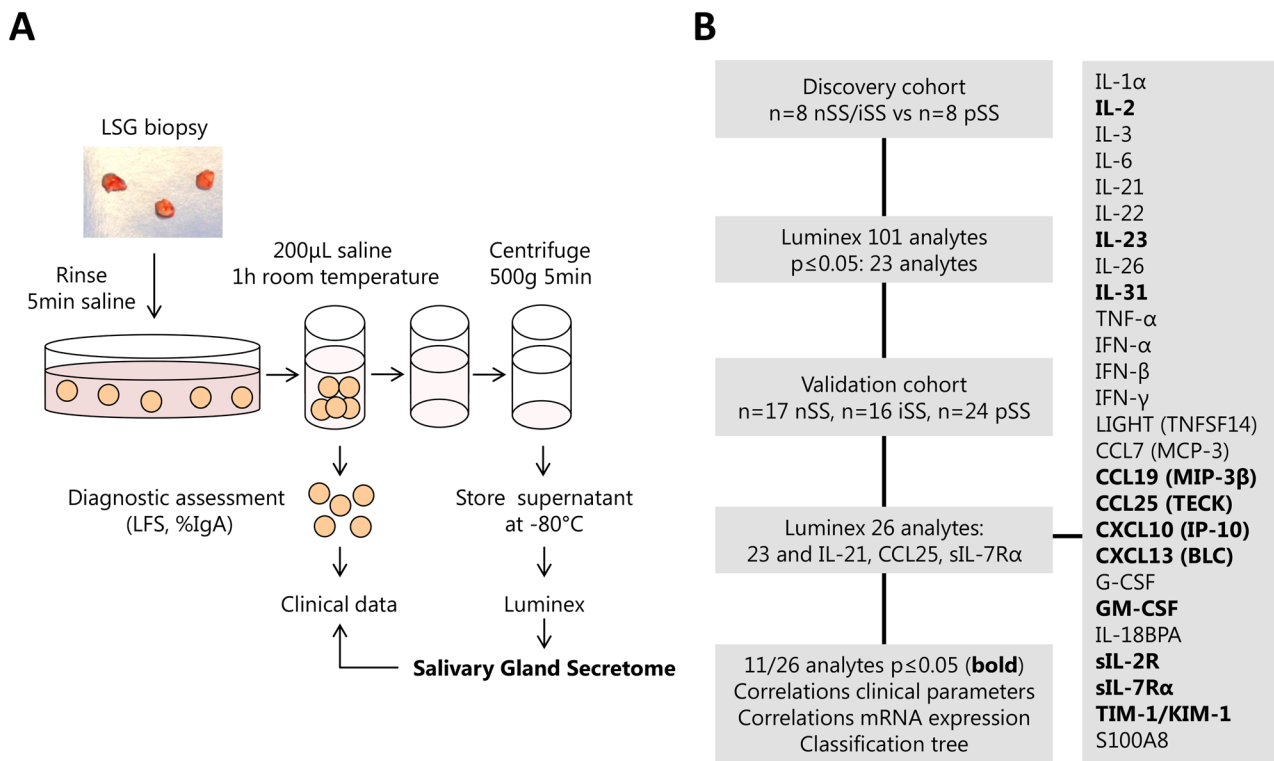 A
LSG biopsy
Rinse
5min saline
200µL saline
1h room temperature
Centrifuge
500g 5min
Diagnostic assessment
(LFS, %IgA)
Store supernatant
at -80°C
Clinical data
Luminex
Salivary Gland Secretome
B
Discovery cohort
n=8 nSS/iSS vs n=8 pSS
Luminex 101 analytes
p≤0.05: 23 analytes
Validation cohort
n=17 nSS, n=16 iSS, n=24 pSS
Luminex 26 analytes:
23 and IL-21, CCL25, sIL-7Rα
11/26 analytes p≤0.05 (bold)
Correlations clinical parameters
Correlations mRNA expression
Classification tree
IL-1α
IL-2
IL-3
IL-6
IL-21
IL-22
IL-23
IL-26
IL-31
TNF-α
IFN-α
IFN-β
IFN-γ
LIGHT (TNFSF14)
CCL7 (MCP-3)
CCL19 (MIP-3β)
CCL25 (TECK)
CXCL10 (IP-10)
CXCL13 (BLC)
G-CSF
GM-CSF
IL-18BPA
sIL-2R
sIL-7Rα
TIM-1/KIM-1
S100A8